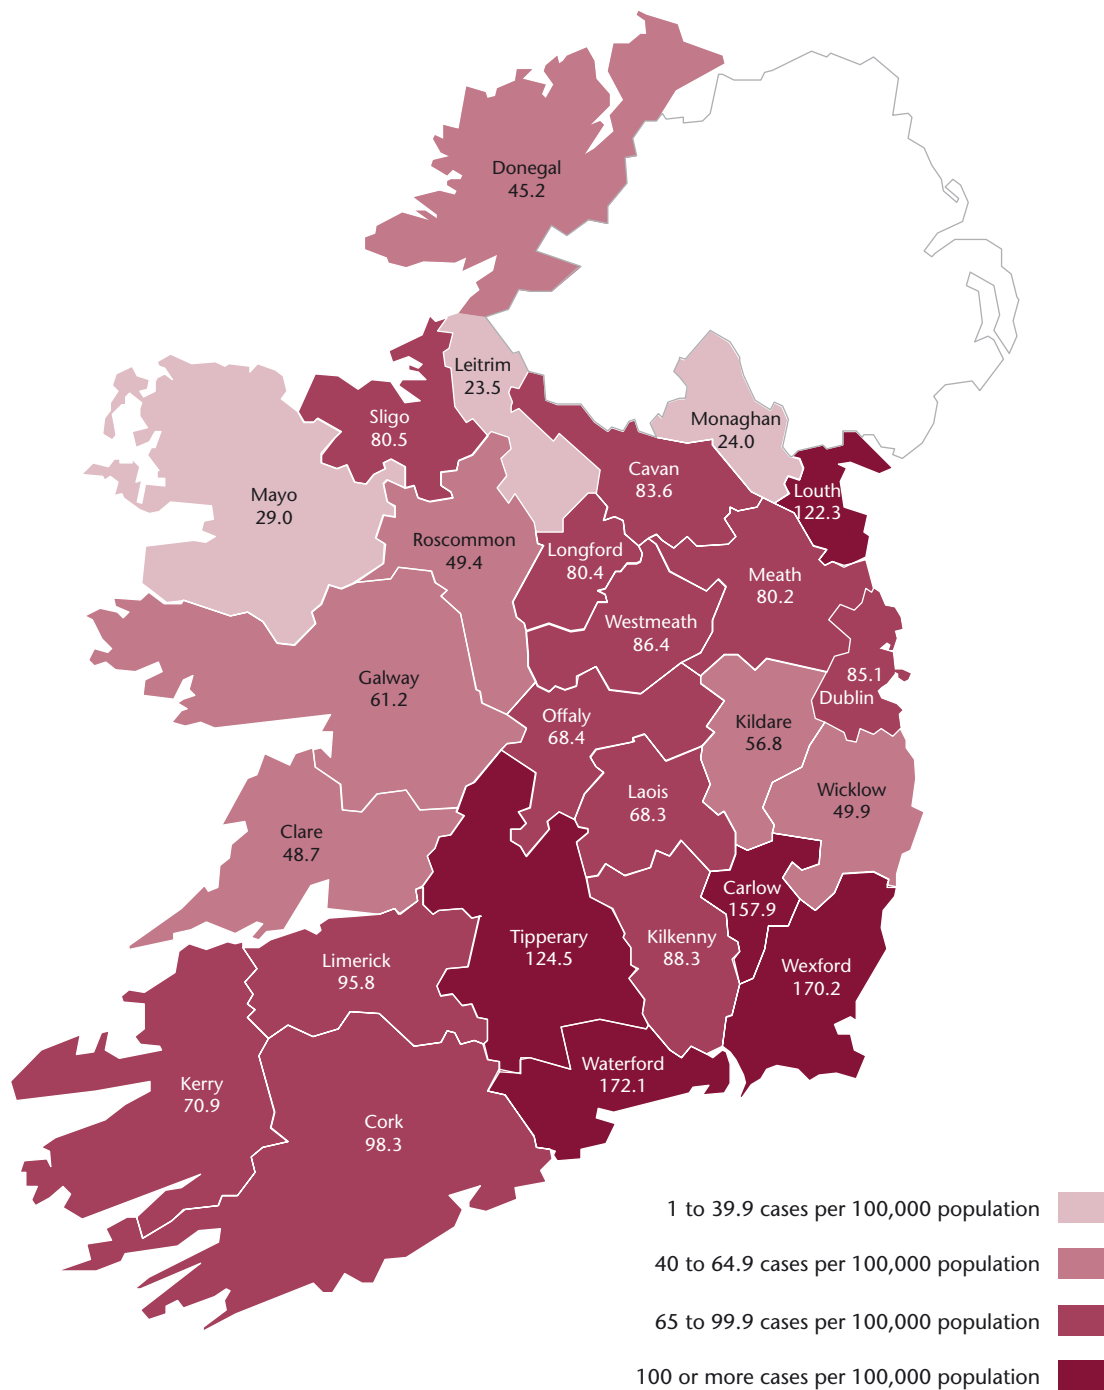 Donegal
45.2
Leitrim
23.5
Sligo
80.5
Monaghan
24.0
Cavan
83.6
Louth
122.3
Mayo
29.0
Roscommon
49.4
Longford
80.4
Meath
80.2
Westmeath
86.4
Galway
61.2
85.1
Dublin
Offaly
68.4
Kildare
56.8
Laois
68.3
Wicklow
49.9
Clare
48.7
Carlow
157.9
Tipperary
124.5
Kilkenny
88.3
Limerick
95.8
Wexford
170.2
Waterford
172.1
Kerry
70.9
Cork
98.3
1 to 39.9 cases per 100,000 population
40 to 64.9 cases per 100,000 population
65 to 99.9 cases per 100,000 population
100 or more cases per 100,000 population